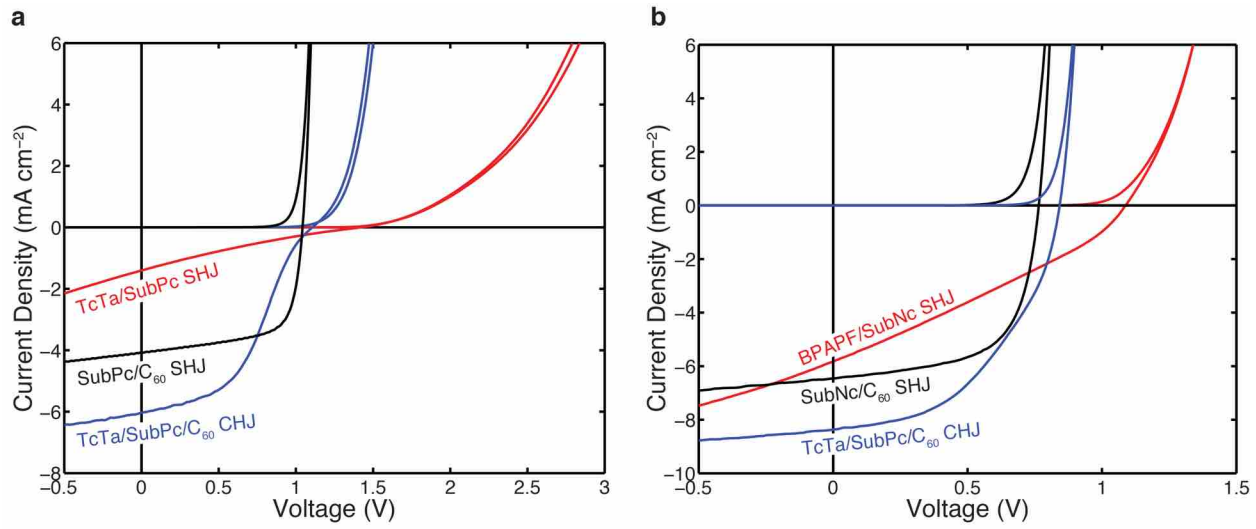 a
6
4
2
0
−2
−4
−6
−8
Current Density (mA cm⁻²)
TcTa/SubPc SHJ
SubPc/C₆₀ SHJ
TcTa/SubPc/C₆₀ CHJ
−0.5 0 0.5 1 1.5 2 2.5 3
Voltage (V)
b
6
4
2
0
−2
−4
−6
−8
−10
Current Density (mA cm⁻²)
BPAPF/SubNc SHJ
SubNc/C₆₀ SHJ
TcTa/SubPc/C₆₀ CHJ
−0.5 0 0.5 1 1.5
Voltage (V)